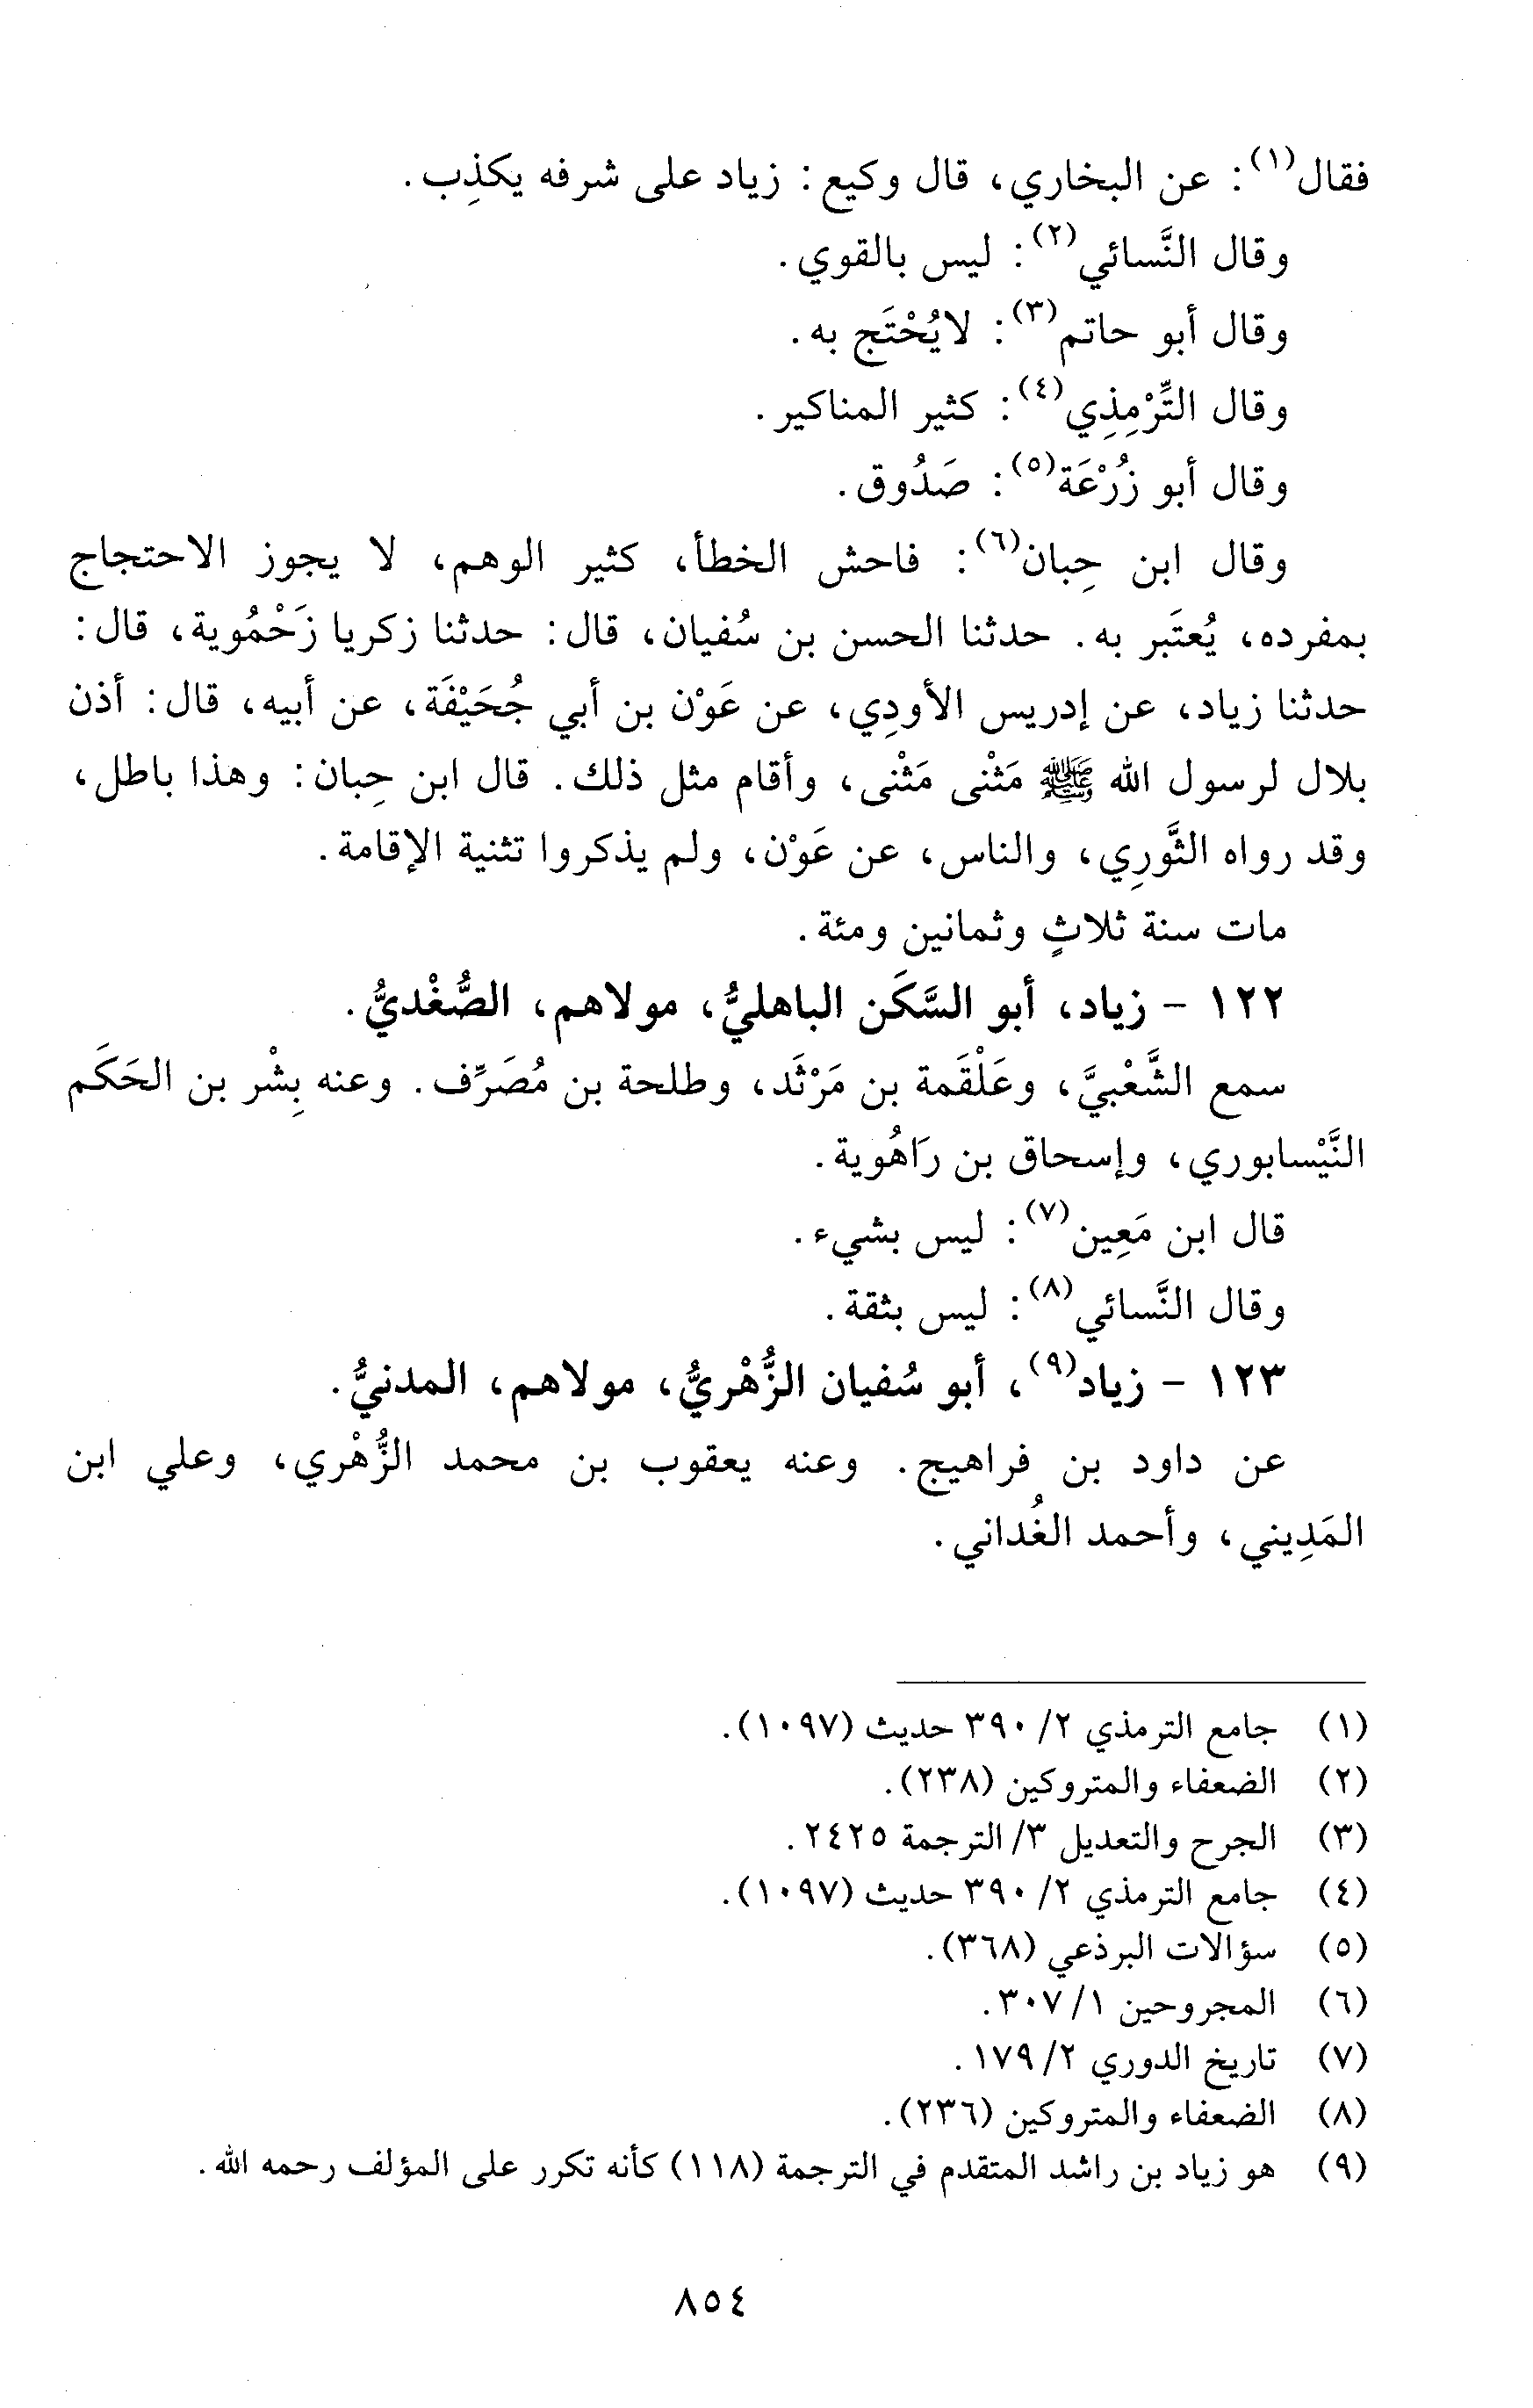 فقال(١): عن البخاري، قال وكيع: زياد على شرفه يكذِب.
وقال النَّسائي(٢): ليس بالقوي.
وقال أبو حاتم(٣): لايُحْتَج به.
وقال التِّرْمِذِي(٤): كثير المناكير.
وقال أبو زُرْعَة(٥): صَدُوق.
وقال ابن حِبان(٦): فاحش الخطأ، كثير الوهم، لا يجوز الاحتجاج
بمفرده، يُعتَبر به. حدثنا الحسن بن سُفيان، قال: حدثنا زكريا زَحْمُوية، قال:
حدثنا زياد، عن إدريس الأودِي، عن عَوْن بن أبي جُحَيْفَة، عن أبيه، قال: أذن
بلال لرسول الله ﷺ مَثْنى مَثْنى، وأقام مثل ذلك. قال ابن حِبان: وهذا باطل،
وقد رواه الثَّورِي، والناس، عن عَوْن، ولم يذكروا تثنية الإقامة.
مات سنة ثلاثٍ وثمانين ومئة.
١٢٢ - زياد، أبو السَّكَن الباهليُّ، مولاهم، الصُّغْديُّ.
سمع الشَّعْبيَّ، وعَلْقَمة بن مَرْثَد، وطلحة بن مُصَرِّف. وعنه بِشْر بن الحَكَم
النَّيْسابوري، وإسحاق بن رَاهُوية.
قال ابن مَعِين(٧): ليس بشيء.
وقال النَّسائي(٨): ليس بثقة.
١٢٣ - زياد(٩)، أبو سُفيان الزُّهْريُّ، مولاهم، المدنيُّ.
عن داود بن فراهيج. وعنه يعقوب بن محمد الزُّهْري، وعلي ابن
المَدِيني، وأحمد الغُداني.
(١) جامع الترمذي ٢/ ٣٩٠ حديث (١٠٩٧).
(٢) الضعفاء والمتروكين (٢٣٨).
(٣) الجرح والتعديل ٣/ الترجمة ٢٤٢٥.
(٤) جامع الترمذي ٢/ ٣٩٠ حديث (١٠٩٧).
(٥) سؤالات البرذعي (٣٦٨).
(٦) المجروحين ١/ ٣٠٧.
(٧) تاريخ الدوري ٢/ ١٧٩.
(٨) الضعفاء والمتروكين (٢٣٦).
(٩) هو زياد بن راشد المتقدم في الترجمة (١١٨) كأنه تكرر على المؤلف رحمه الله.
٨٥٤